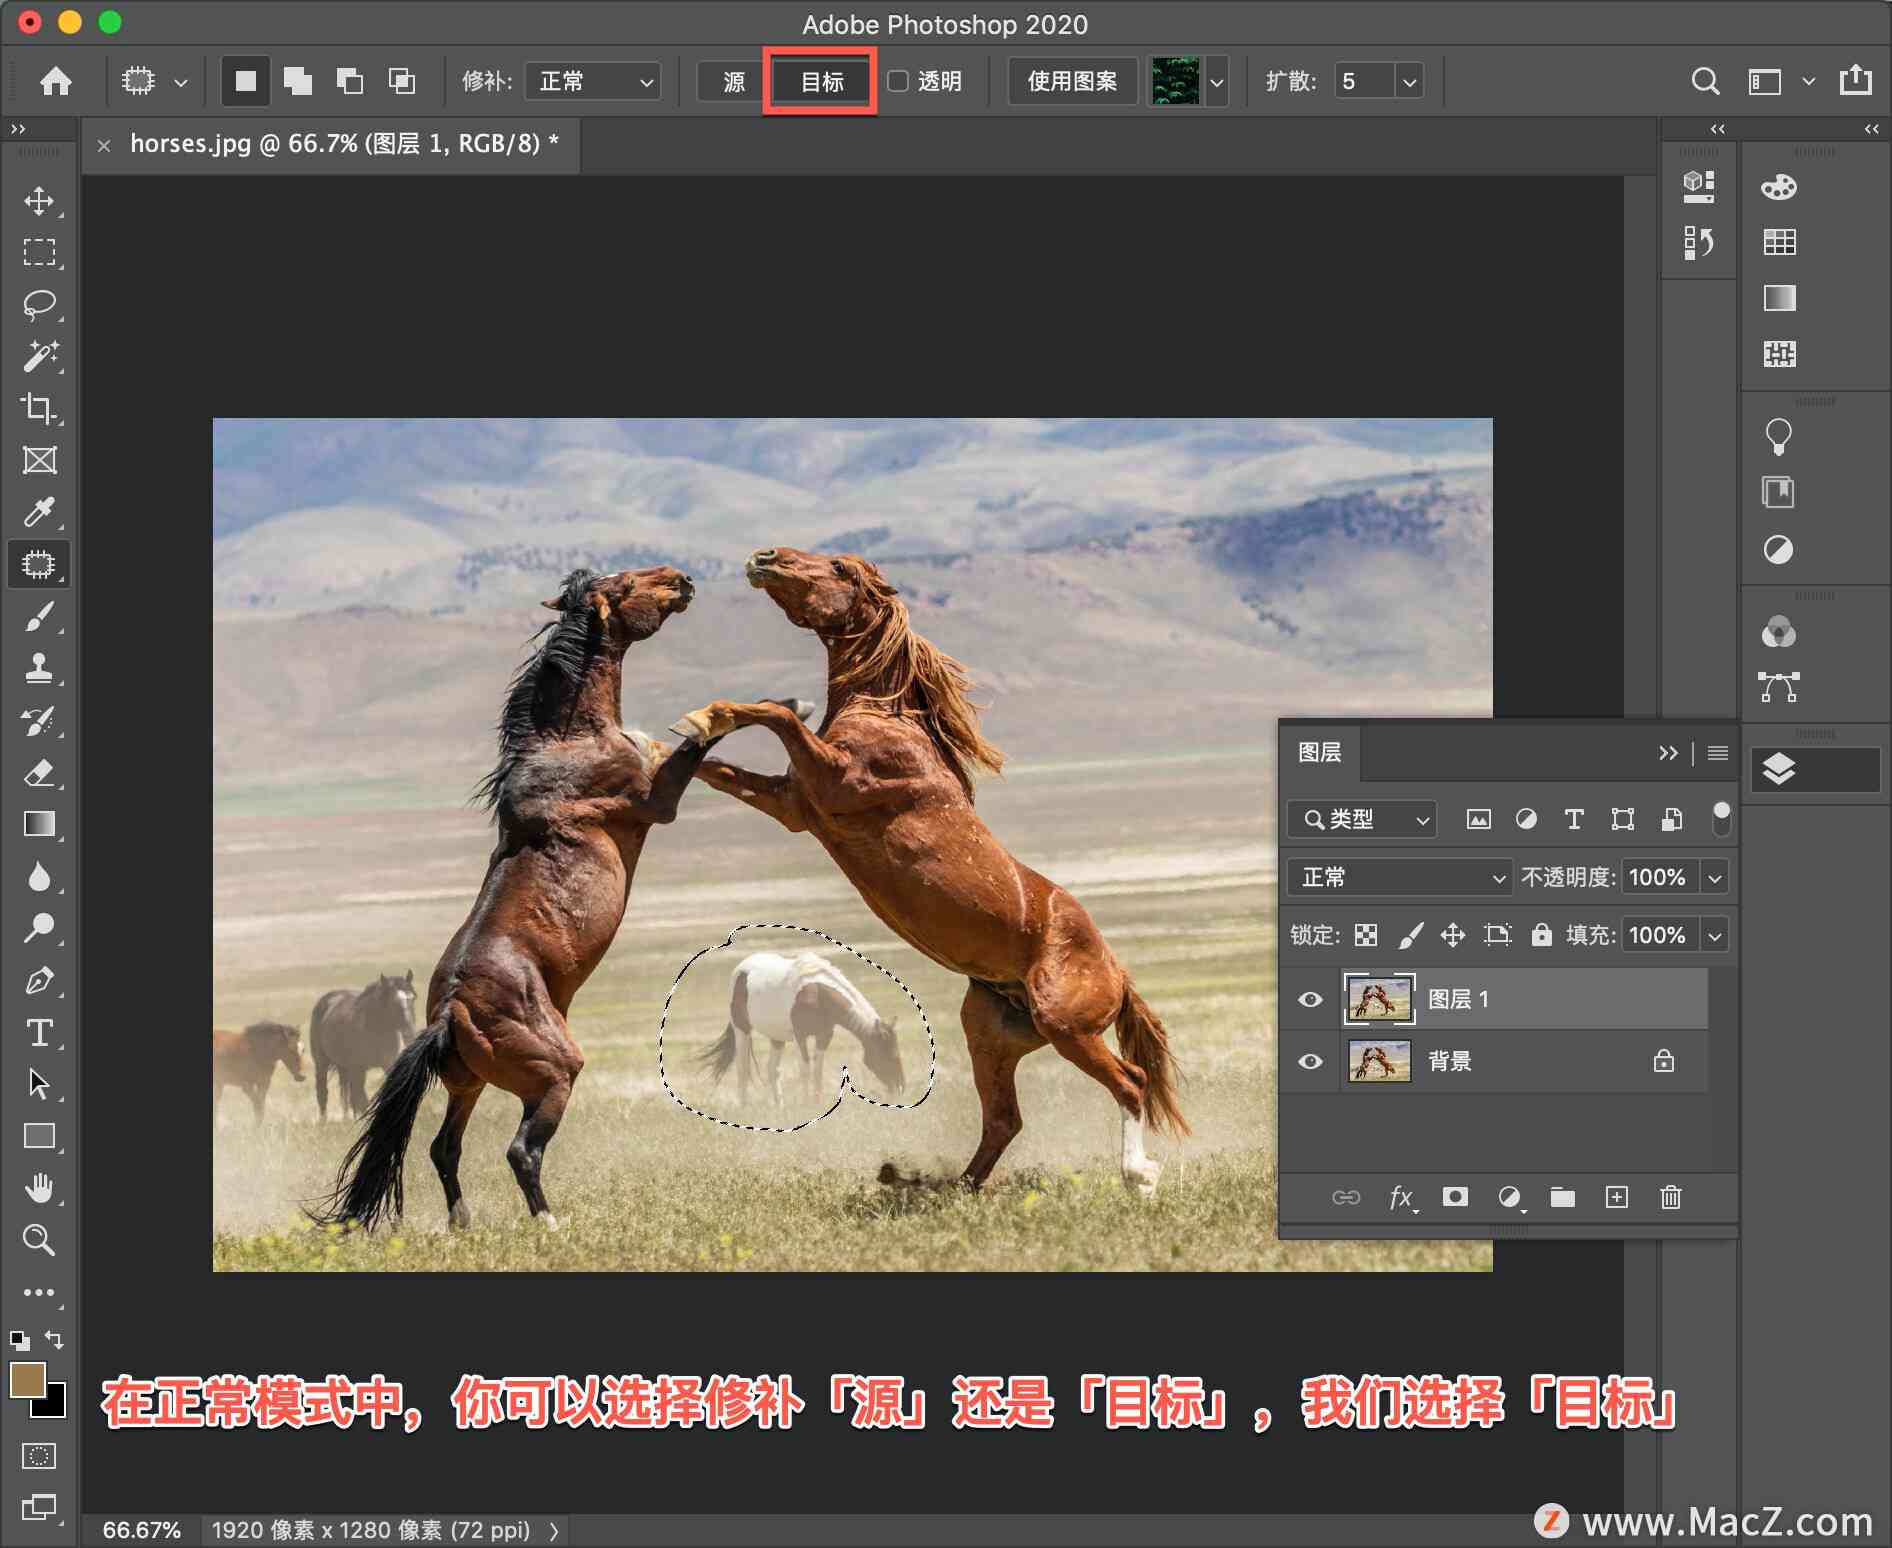 Adobe Photoshop 2020
修补: 正常 源 目标 透明 使用图案 扩散: 5
× horses.jpg @ 66.7% (图层 1, RGB/8) *
图层
类型
正常 不透明度: 100%
锁定: 填充: 100%
图层 1
背景
fx
在正常模式中，你可以选择修补「源」还是「目标」，我们选择「目标」
66.67% 1920 像素 x 1280 像素 (72 ppi)
Z www.MacZ.com